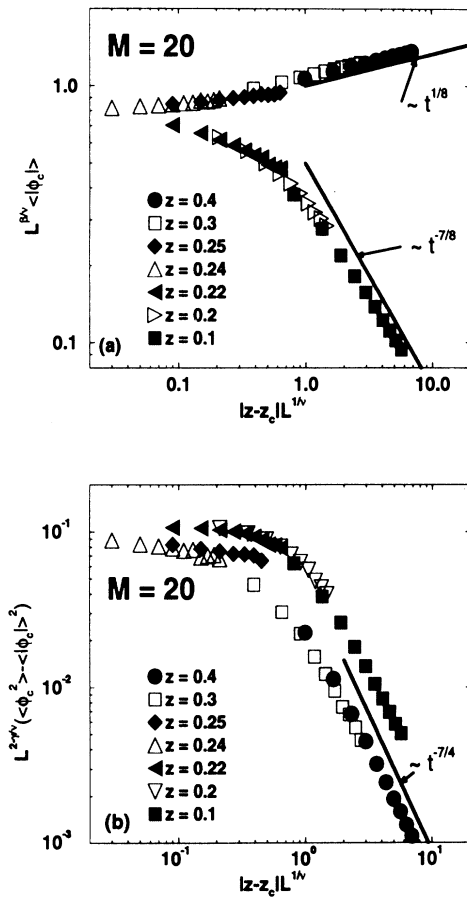 M = 20
1.0
0.1
L^{β/ν} <|ϕ_c|>
~ t^{1/8}
~ t^{-7/8}
z = 0.4
z = 0.3
z = 0.25
z = 0.24
z = 0.22
z = 0.2
z = 0.1
(a)
0.1 1.0 10.0
|z-z_c|L^{1/ν}
10^{-1}
10^{-2}
10^{-3}
L^{2-γ/ν}(<ϕ_c^2>-<|ϕ_c|>^2)
M = 20
z = 0.4
z = 0.3
z = 0.25
z = 0.24
z = 0.22
z = 0.2
z = 0.1
~ t^{-7/4}
(b)
10^{-1} 10^0 10^1
|z-z_c|L^{1/ν}